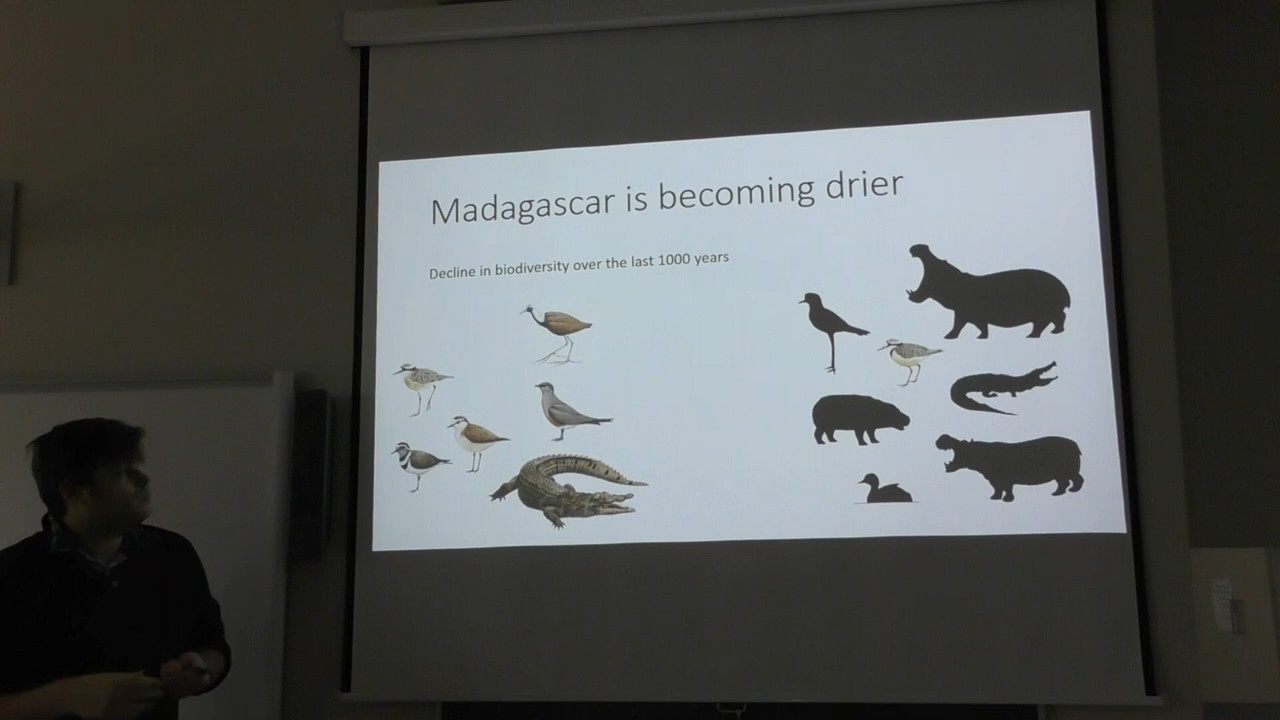 Madagascar is becoming drier
Decline in biodiversity over the last 1000 years